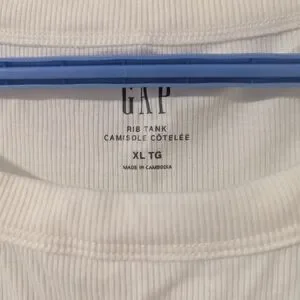 GAP
RIB TANK
CAMISOLE CÔTELÉE
XL TG
MADE IN CAMBODIA